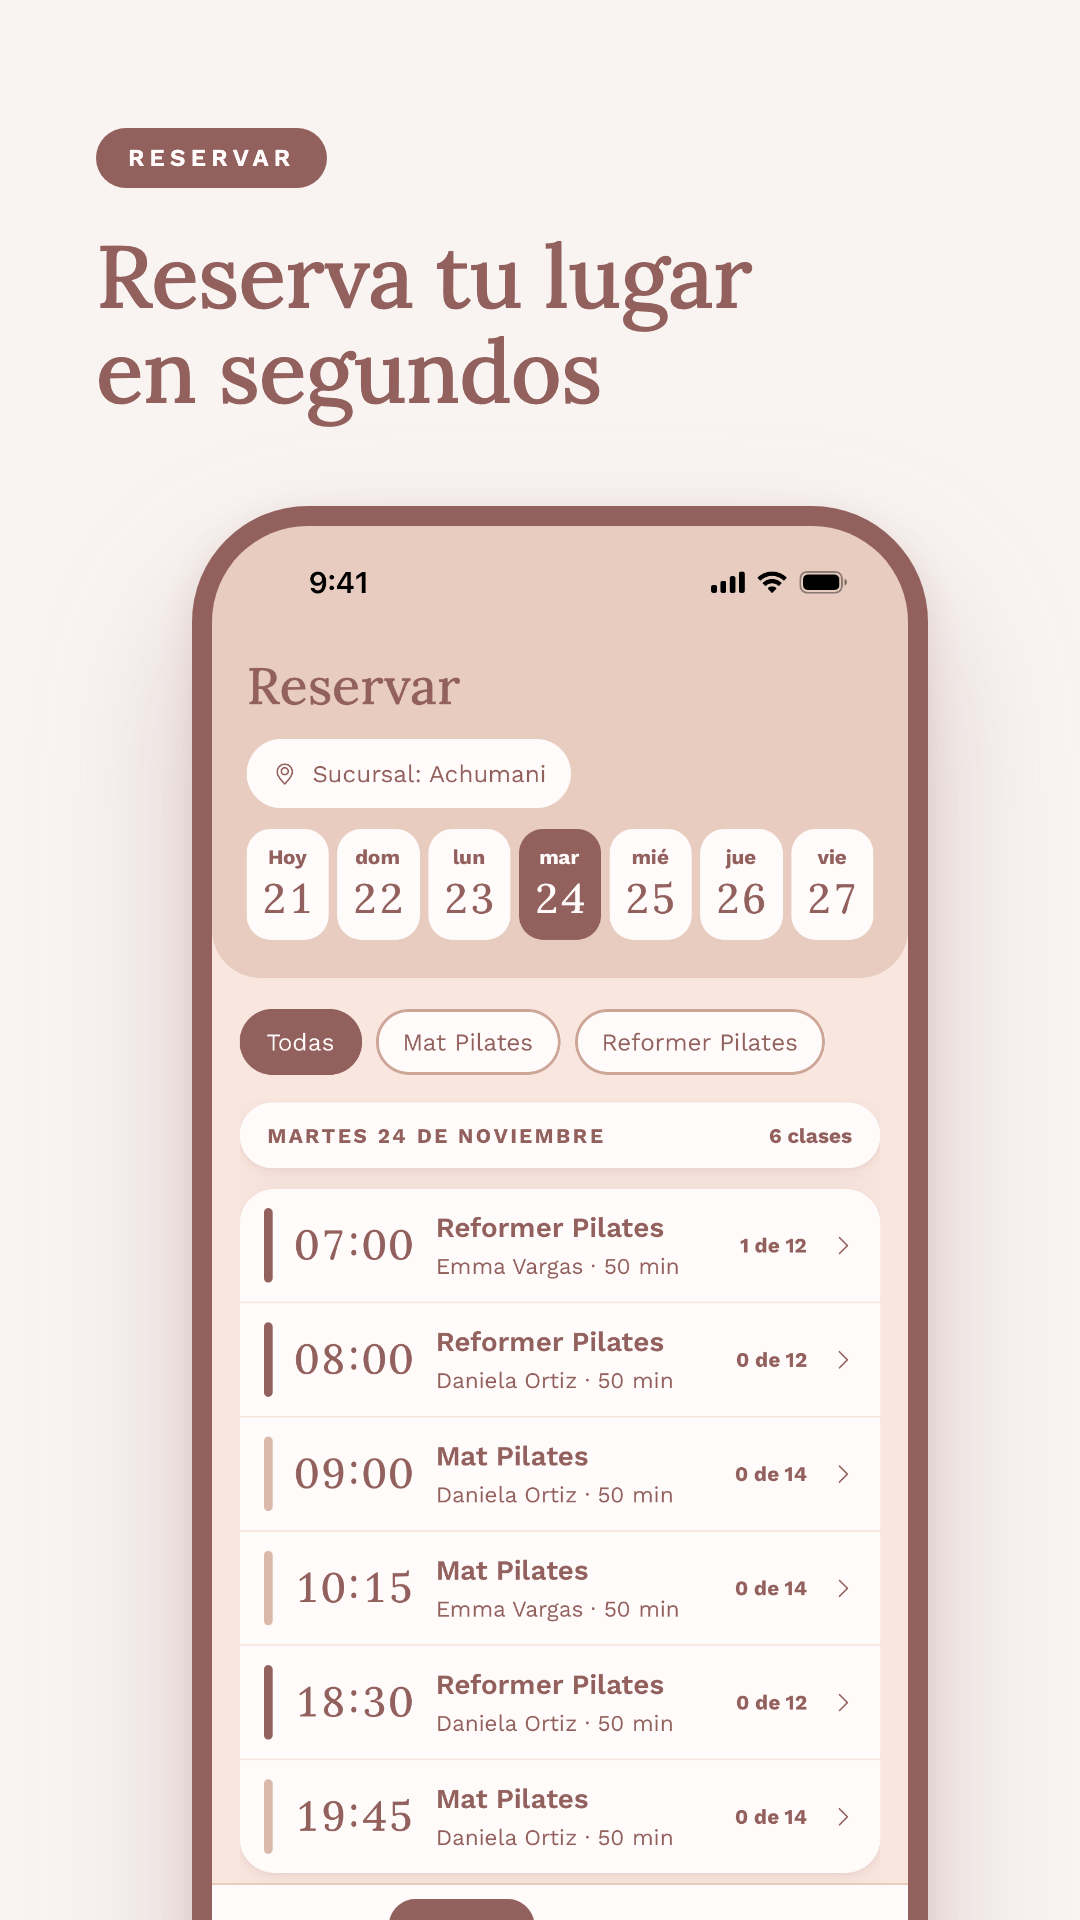 RESERVAR
Reserva tu lugar
en segundos
9:41
Reservar
Sucursal: Achumani
Hoy dom lun mar mié jue vie
21 22 23 24 25 26 27
Todas Mat Pilates Reformer Pilates
MARTES 24 DE NOVIEMBRE 6 clases
07:00 Reformer Pilates 1 de 12
Emma Vargas · 50 min
08:00 Reformer Pilates 0 de 12
Daniela Ortiz · 50 min
09:00 Mat Pilates 0 de 14
Daniela Ortiz · 50 min
10:15 Mat Pilates 0 de 14
Emma Vargas · 50 min
18:30 Reformer Pilates 0 de 12
Daniela Ortiz · 50 min
19:45 Mat Pilates 0 de 14
Daniela Ortiz · 50 min